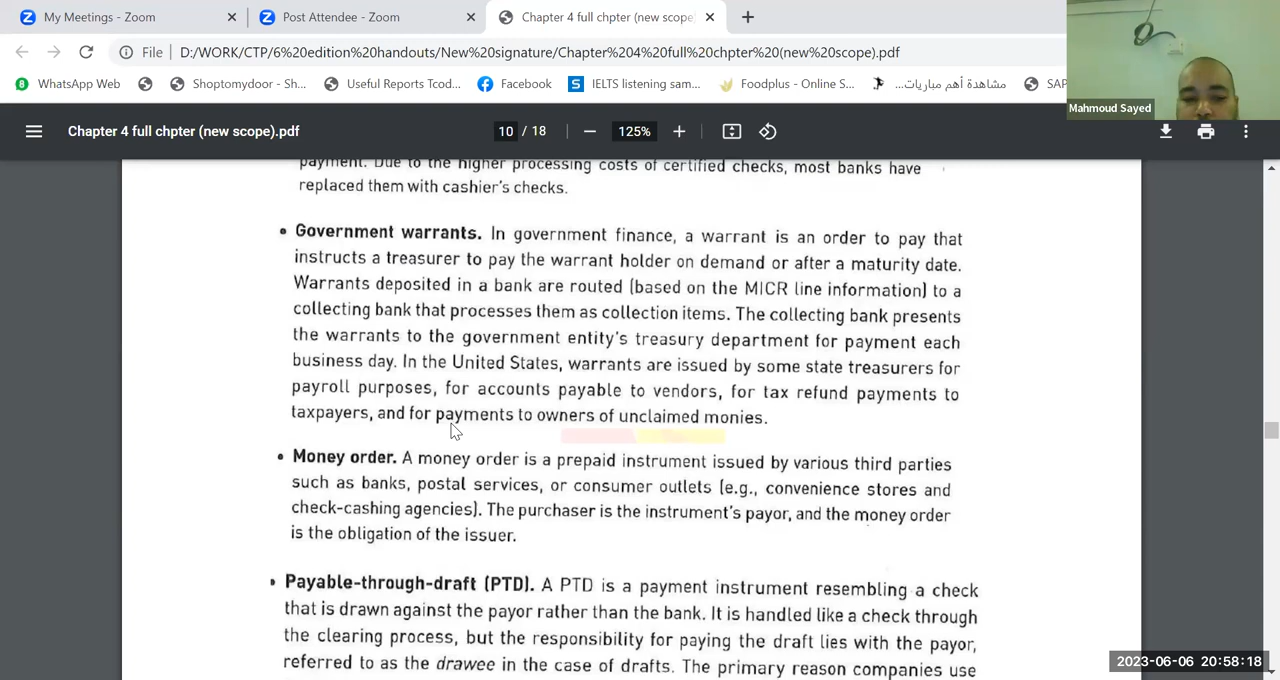 My Meetings - Zoom
Post Attendee - Zoom
Chapter 4 full chpter (new scope)
File
D:/WORK/CTP/6%20edition%20handouts/New%20signature/Chapter%204%20full%20chpter%20(new%20scope).pdf
WhatsApp Web
Shoptomydoor - Sh...
Useful Reports Tcod...
Facebook
IELTS listening sam...
Foodplus - Online S...
مشاهدة أهم مباريات...
SAP
Mahmoud Sayed
Chapter 4 full chpter (new scope).pdf
10 / 18
125%
payment. Due to the higher processing costs of certified checks, most banks have
replaced them with cashier's checks.
• Government warrants. In government finance, a warrant is an order to pay that
instructs a treasurer to pay the warrant holder on demand or after a maturity date.
Warrants deposited in a bank are routed (based on the MICR line information) to a
collecting bank that processes them as collection items. The collecting bank presents
the warrants to the government entity's treasury department for payment each
business day. In the United States, warrants are issued by some state treasurers for
payroll purposes, for accounts payable to vendors, for tax refund payments to
taxpayers, and for payments to owners of unclaimed monies.
• Money order. A money order is a prepaid instrument issued by various third parties
such as banks, postal services, or consumer outlets (e.g., convenience stores and
check-cashing agencies). The purchaser is the instrument's payor, and the money order
is the obligation of the issuer.
• Payable-through-draft (PTD). A PTD is a payment instrument resembling a check
that is drawn against the payor rather than the bank. It is handled like a check through
the clearing process, but the responsibility for paying the draft lies with the payor,
referred to as the drawee in the case of drafts. The primary reason companies use
2023-06-06 20:58:18